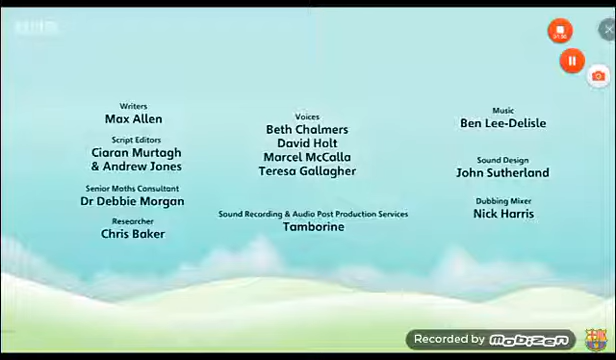 Writers
Max Allen
Script Editors
Ciaran Murtagh
& Andrew Jones
Senior Maths Consultant
Dr Debbie Morgan
Researcher
Chris Baker
Voices
Beth Chalmers
David Holt
Marcel McCalla
Teresa Gallagher
Sound Recording & Audio Post Production Services
Tamborine
Music
Ben Lee-Delisle
Sound Design
John Sutherland
Dubbing Mixer
Nick Harris
Recorded by mobizen